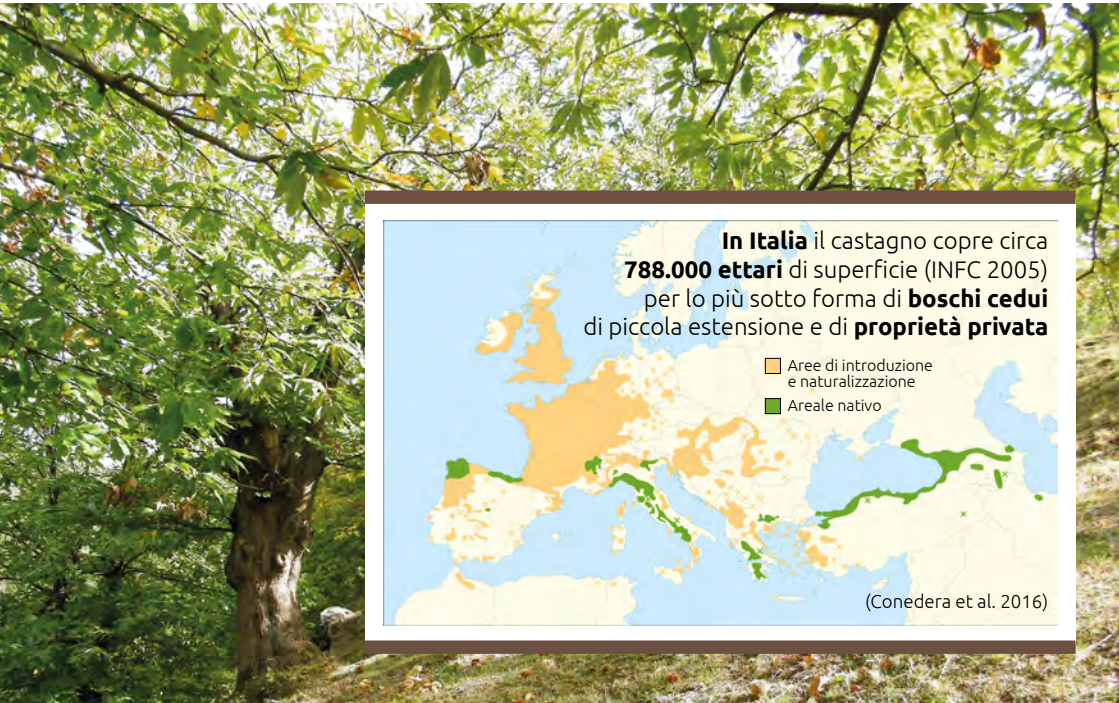 In Italia il castagno copre circa
788.000 ettari di superficie (INFC 2005)
per lo più sotto forma di boschi cedui
di piccola estensione e di proprietà privata
Aree di introduzione
e naturalizzazione
Areale nativo
(Conedera et al. 2016)